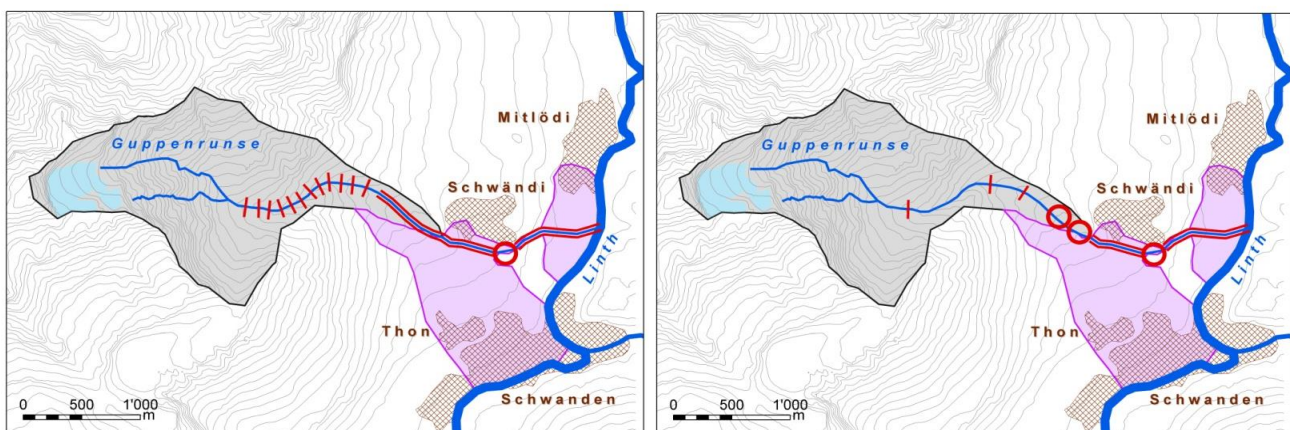 Mitlödi
Guppenrunse
Schwändi
Linth
Thon
Schwanden
0 500 1'000
m
Mitlödi
Guppenrunse
Schwändi
Linth
Thon
Schwanden
0 500 1'000
m